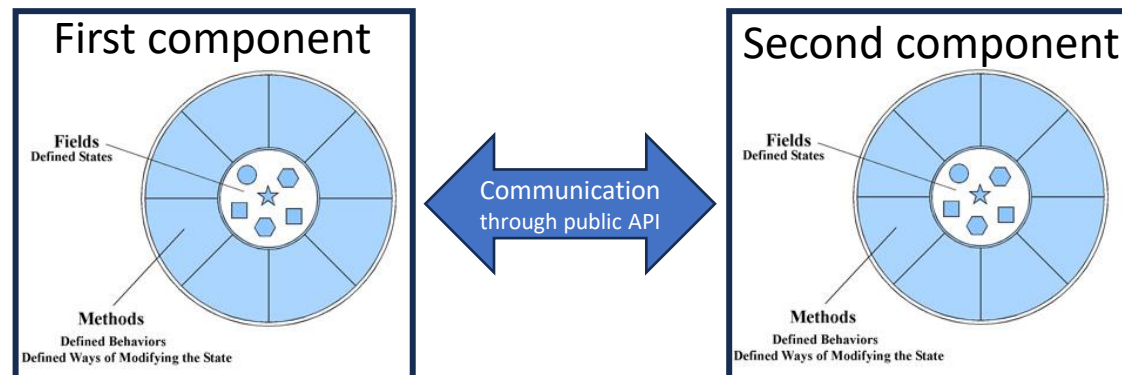 First component
Fields
Defined States
Methods
Defined Behaviors
Defined Ways of Modifying the State
Communication
through public API
Second component
Fields
Defined States
Methods
Defined Behaviors
Defined Ways of Modifying the State